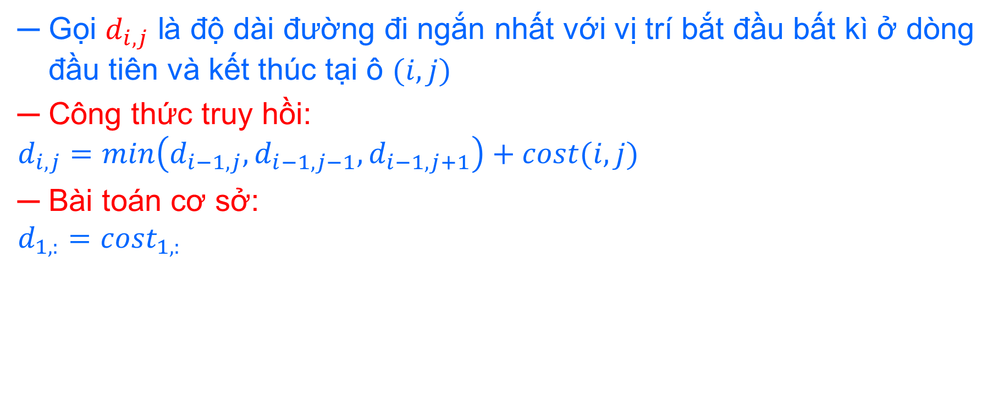 — Gọi d_{i,j} là độ dài đường đi ngắn nhất với vị trí bắt đầu bất kì ở dòng
đầu tiên và kết thúc tại ô (i, j)
— Công thức truy hồi:
d_{i,j} = min(d_{i−1,j}, d_{i−1,j−1}, d_{i−1,j+1}) + cost(i, j)
— Bài toán cơ sở:
d_{1,:} = cost_{1,:}